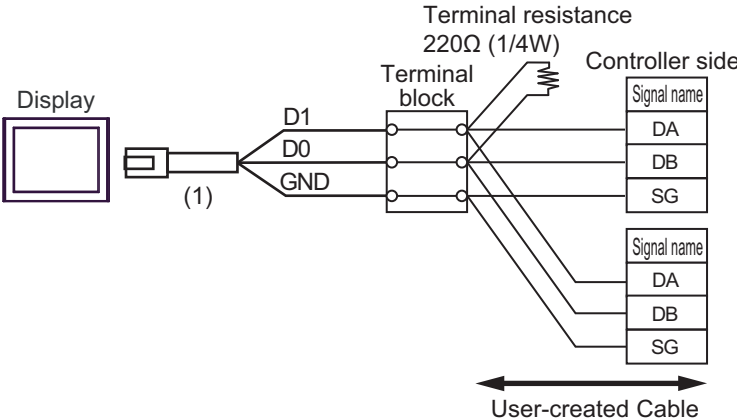 Terminal resistance
220Ω (1/4W)
Controller side
Terminal
block
Display
Signal name
D1
DA
D0
DB
GND
SG
(1)
Signal name
DA
DB
SG
User-created Cable